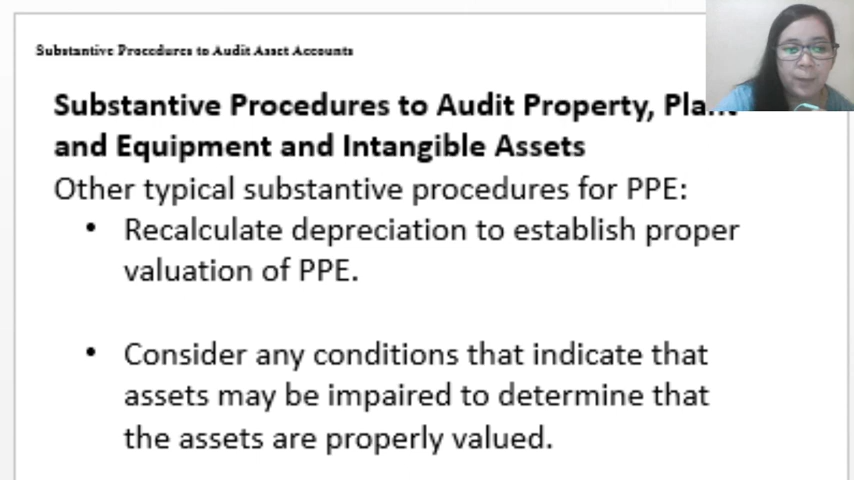 Substantive Procedures to Audit Asset Accounts
Substantive Procedures to Audit Property, Plant
and Equipment and Intangible Assets
Other typical substantive procedures for PPE:
• Recalculate depreciation to establish proper
valuation of PPE.
• Consider any conditions that indicate that
assets may be impaired to determine that
the assets are properly valued.